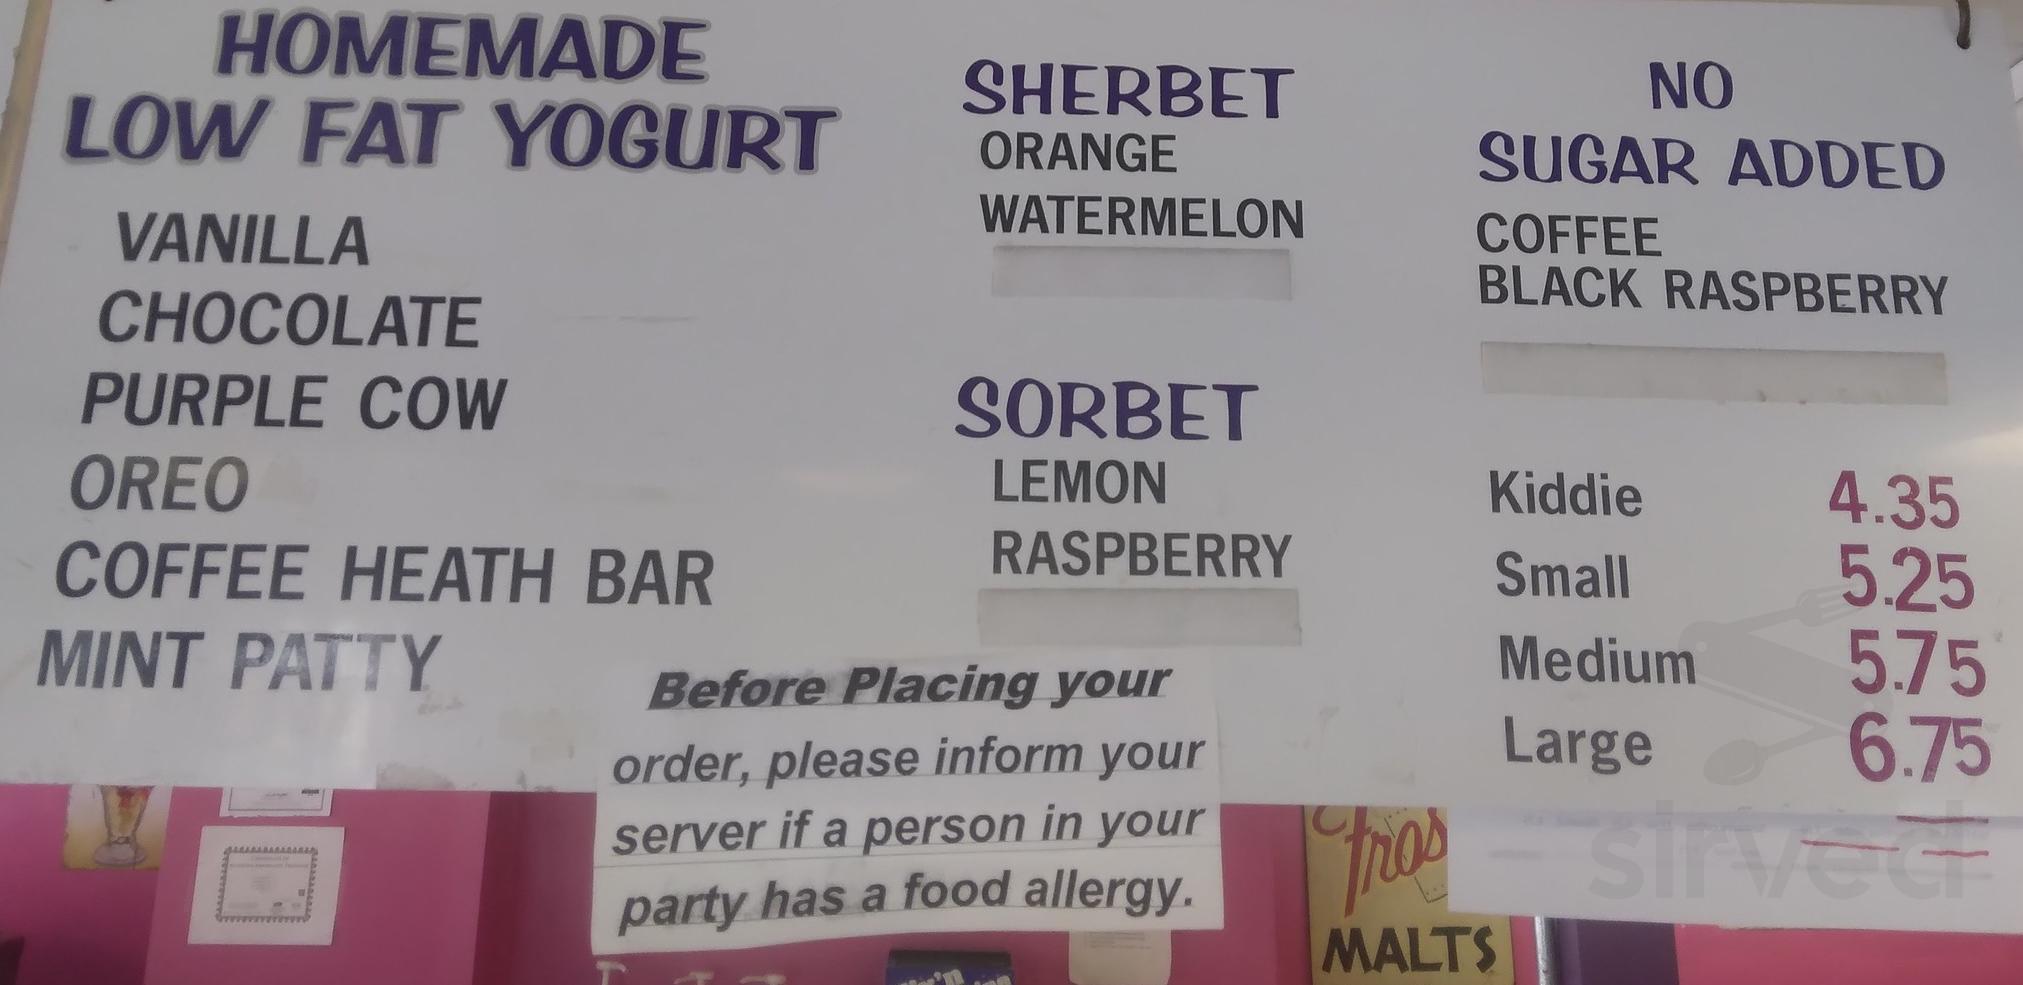 HOMEMADE
LOW FAT YOGURT
VANILLA
CHOCOLATE
PURPLE COW
OREO
COFFEE HEATH BAR
MINT PATTY
SHERBET
ORANGE
WATERMELON
SORBET
LEMON
RASPBERRY
NO
SUGAR ADDED
COFFEE
BLACK RASPBERRY
Kiddie 4.35
Small 5.25
Medium 5.75
Large 6.75
Before Placing your
order, please inform your
server if a person in your
party has a food allergy.
MALTS
sirved